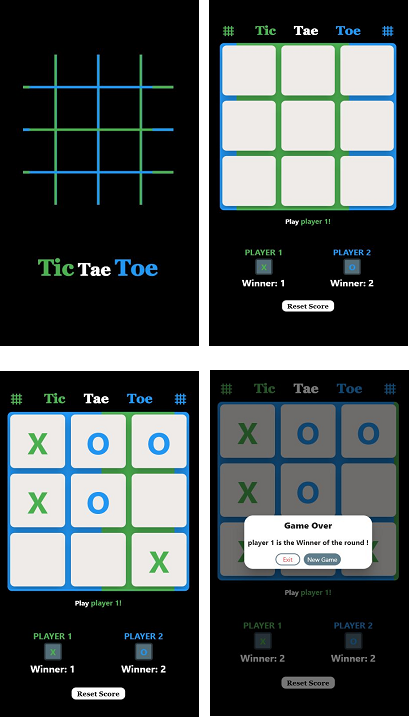 Tic Tae Toe
Tic Tae Toe
Play player 1!
PLAYER 1 PLAYER 2
X O
Winner: 1 Winner: 2
Reset Score
Tic Tae Toe
X O O
X O
X
Play player 1!
PLAYER 1 PLAYER 2
X O
Winner: 1 Winner: 2
Reset Score
Tic Tae Toe
X O O
X O
Game Over
player 1 is the Winner of the round !
Exit New Game
X X
Play player 1!
PLAYER 1 PLAYER 2
X O
Winner: 2 Winner: 2
Reset Score